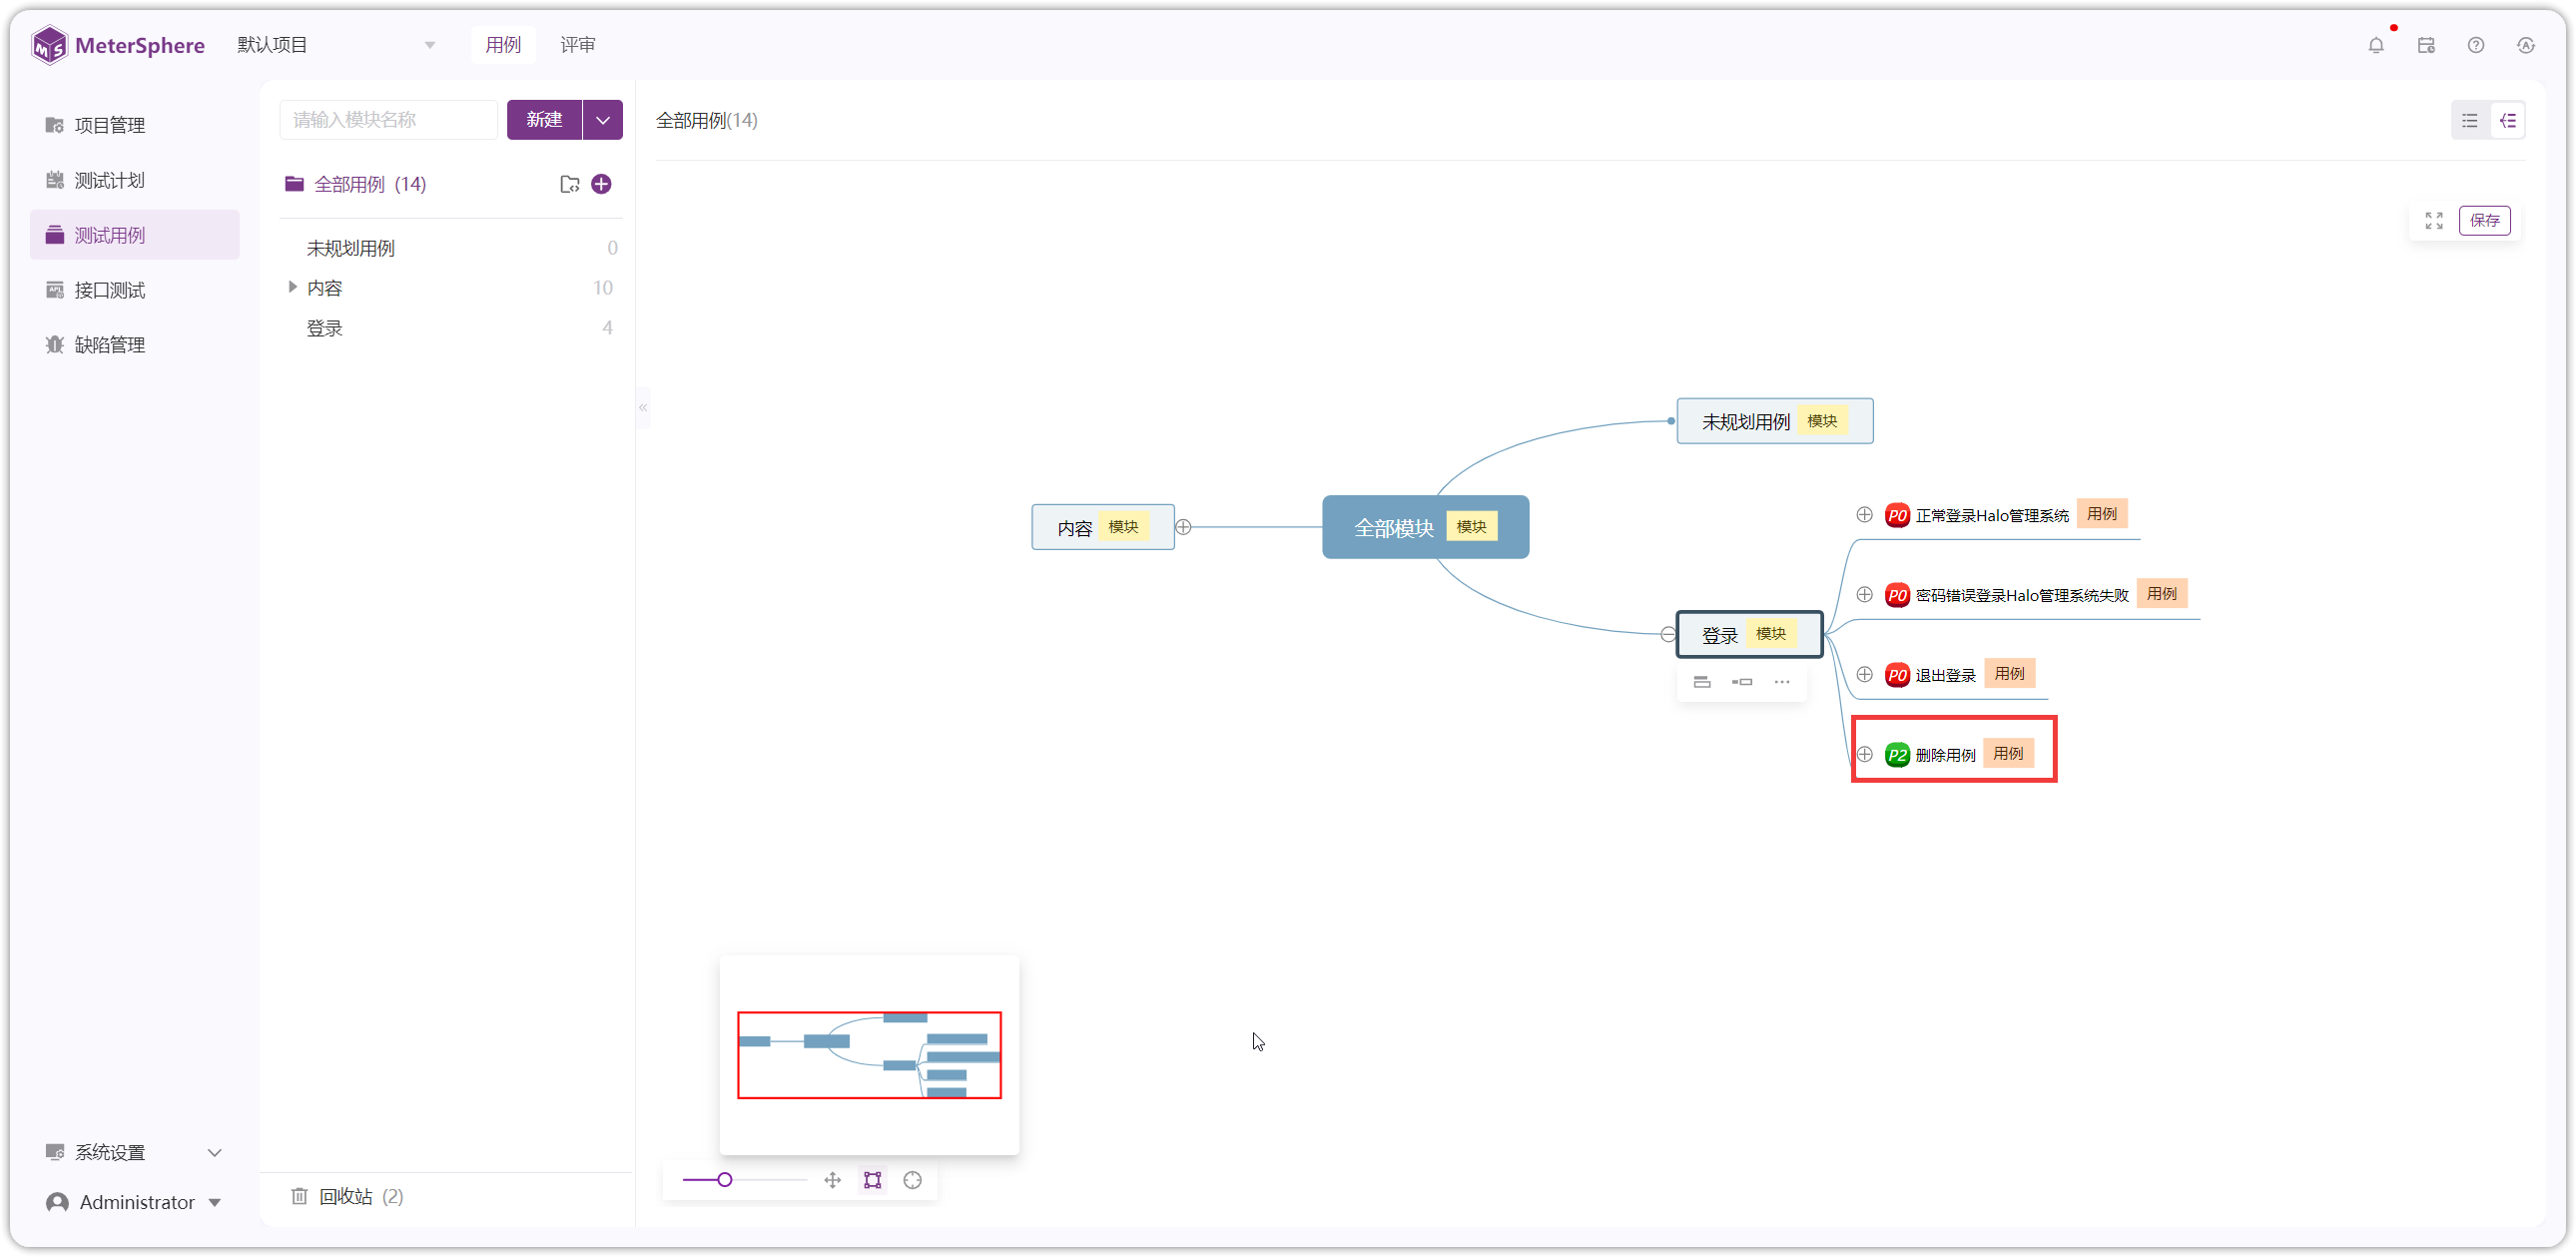 MeterSphere
默认项目
用例
评审
项目管理
测试计划
测试用例
接口测试
缺陷管理
系统设置
Administrator
请输入模块名称
新建
全部用例 (14)
未规划用例 0
内容 10
登录 4
回收站 (2)
全部用例(14)
保存
未规划用例 模块
内容 模块
全部模块 模块
登录 模块
P0 正常登录Halo管理系统 用例
P0 密码错误登录Halo管理系统失败 用例
P0 退出登录 用例
P2 删除用例 用例